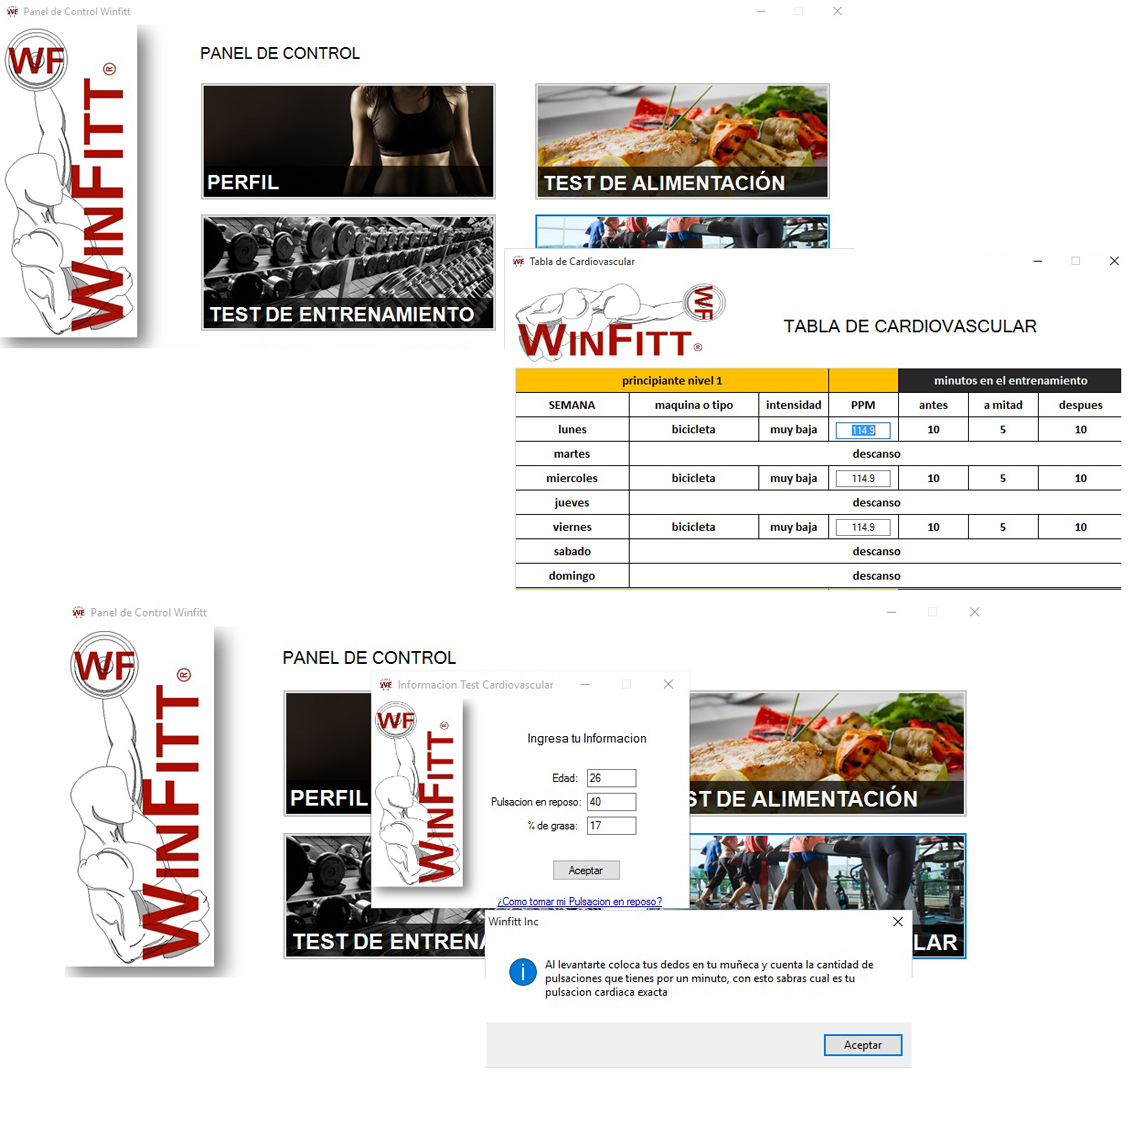 Panel de Control Winfitt
WF
WINFITT ®
PANEL DE CONTROL
PERFIL
TEST DE ALIMENTACIÓN
TEST DE ENTRENAMIENTO
Tabla de Cardiovascular
WF
WINFITT ®
TABLA DE CARDIOVASCULAR
principiante nivel 1 minutos en el entrenamiento
SEMANA maquina o tipo intensidad PPM antes a mitad despues
lunes bicicleta muy baja 114.9 10 5 10
martes descanso
miercoles bicicleta muy baja 114.9 10 5 10
jueves descanso
viernes bicicleta muy baja 114.9 10 5 10
sabado descanso
domingo descanso
Panel de Control Winfitt
WF
WINFITT ®
PANEL DE CONTROL
PERFIL
ST DE ALIMENTACIÓN
TEST DE ENTRENA
LAR
Informacion Test Cardiovascular
WF
WINFITT ®
Ingresa tu Informacion
Edad: 26
Pulsacion en reposo: 40
% de grasa: 17
Aceptar
¿Como tomar mi Pulsacion en reposo?
Winfitt Inc
Al levantarte coloca tus dedos en tu muñeca y cuenta la cantidad de
pulsaciones que tienes por un minuto, con esto sabras cual es tu
pulsacion cardiaca exacta
Aceptar